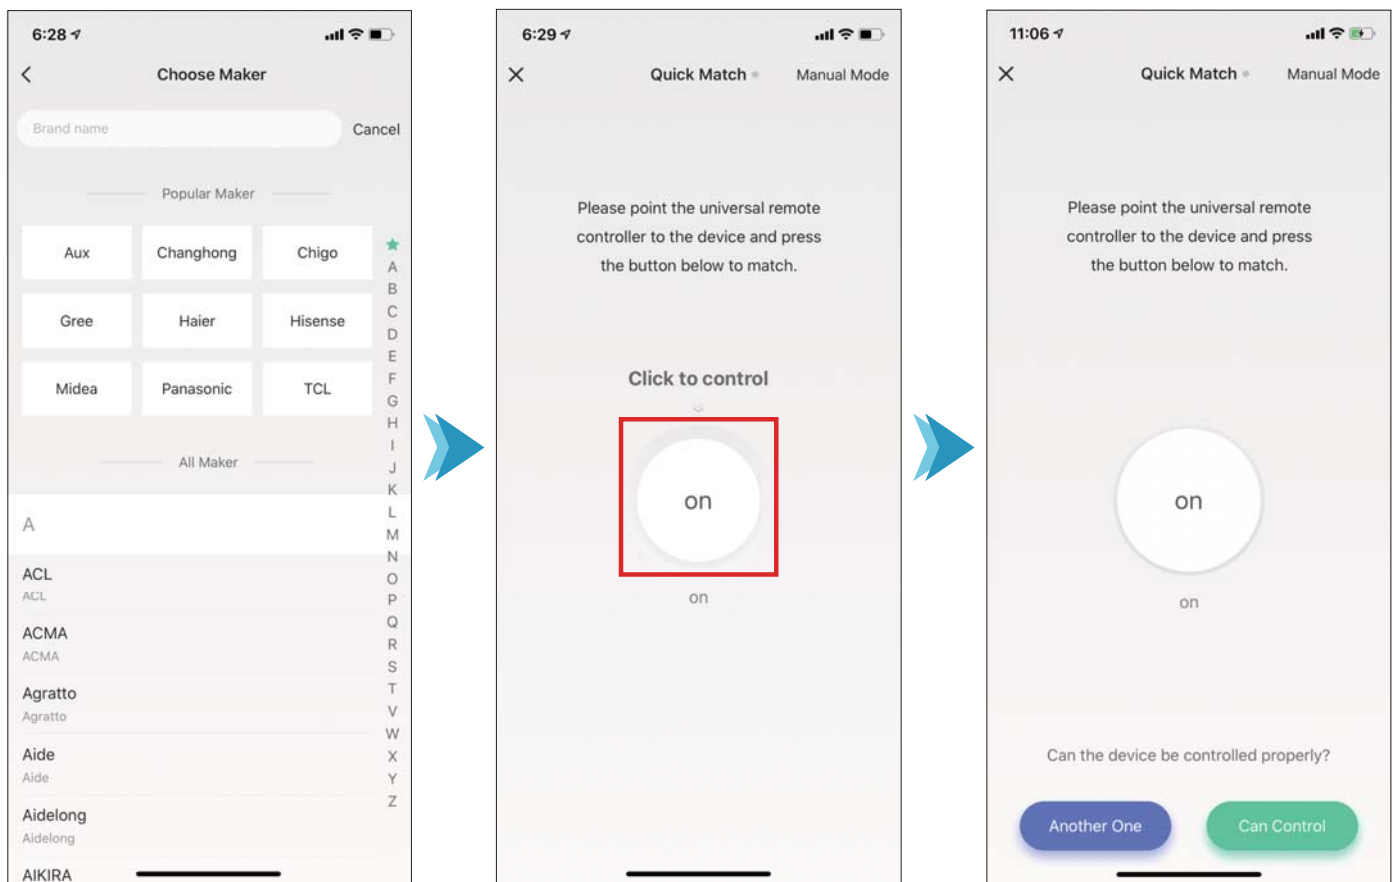 6:28
Choose Maker
Brand name
Cancel
Popular Maker
Aux
Changhong
Chigo
Gree
Haier
Hisense
Midea
Panasonic
TCL
All Maker
A
ACL
ACL
ACMA
ACMA
Agratto
Agratto
Aide
Aide
Aidelong
Aidelong
AIKIRA
A
B
C
D
E
F
G
H
I
J
K
L
M
N
O
P
Q
R
S
T
V
W
X
Y
Z
6:29
Quick Match
Manual Mode
Please point the universal remote
controller to the device and press
the button below to match.
Click to control
on
on
11:06
Quick Match
Manual Mode
Please point the universal remote
controller to the device and press
the button below to match.
on
on
Can the device be controlled properly?
Another One
Can Control